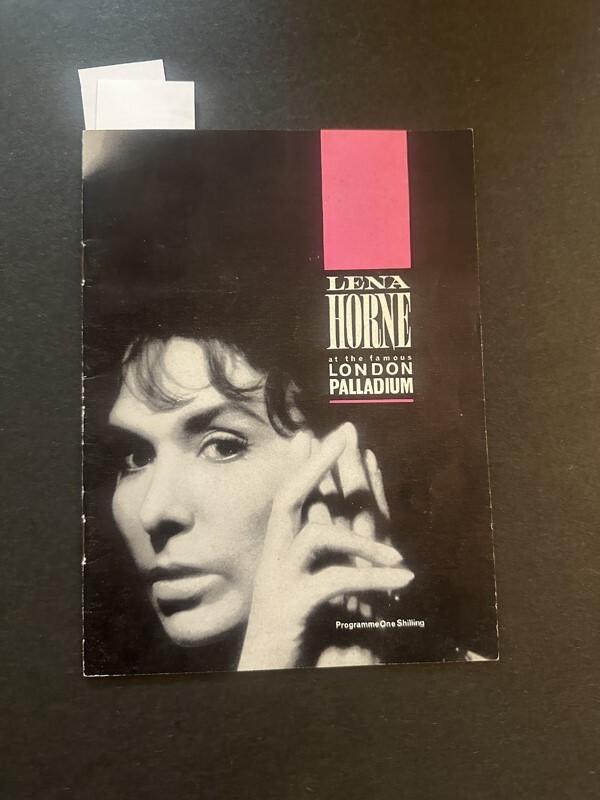 LENA
HORNE
at the famous
LONDON
PALLADIUM
Programme One Shilling